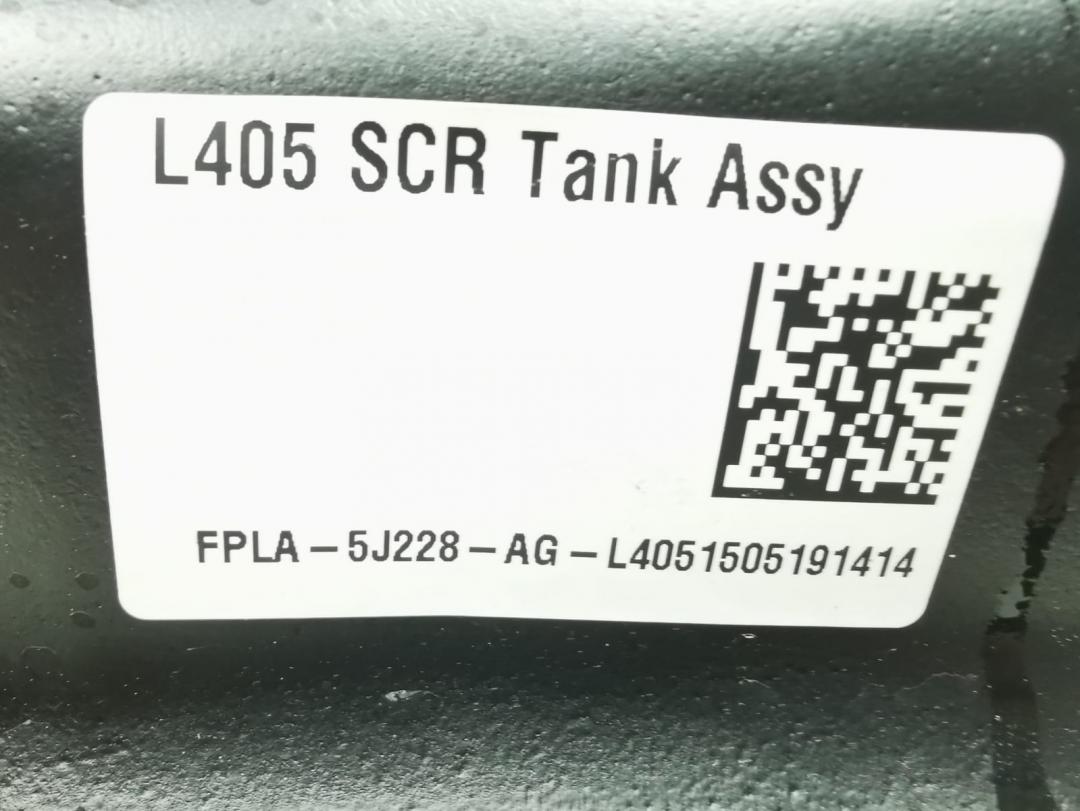 L405 SCR Tank Assy
FPLA-5J228-AG-L4051505191414